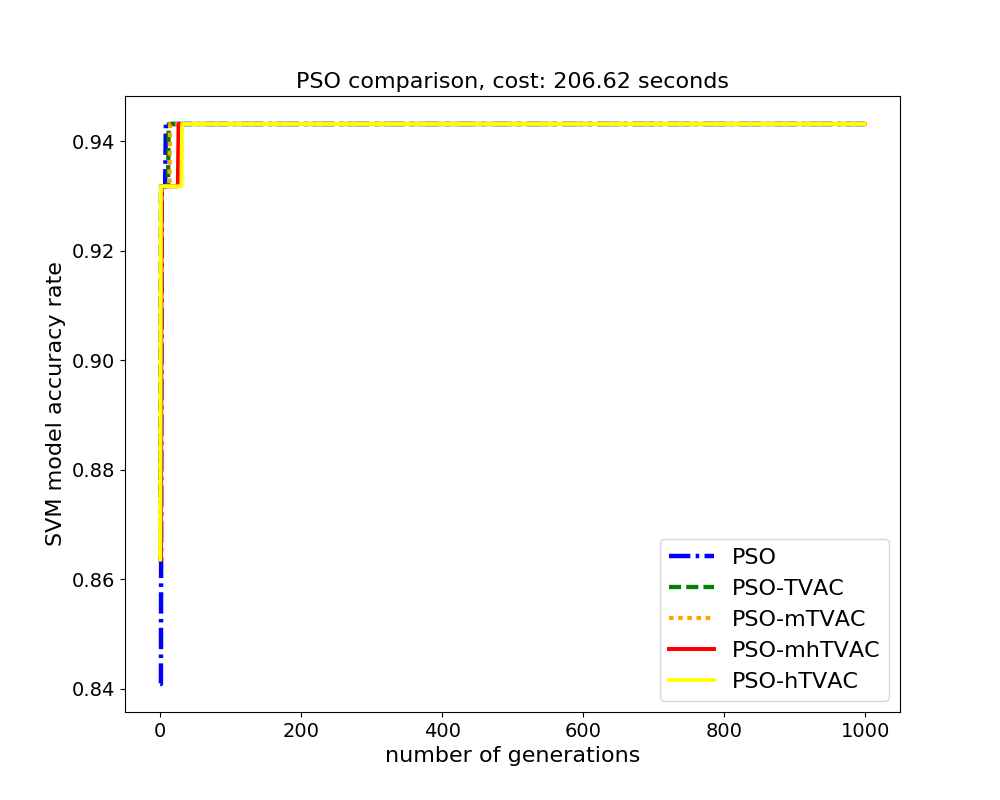 PSO comparison, cost: 206.62 seconds
SVM model accuracy rate
0.94
0.92
0.90
0.88
0.86
0.84
0
200
400
600
800
1000
number of generations
PSO
PSO-TVAC
PSO-mTVAC
PSO-mhTVAC
PSO-hTVAC